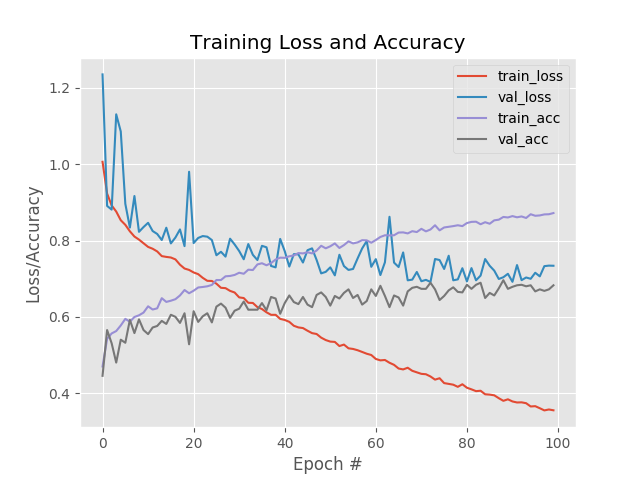 Training Loss and Accuracy
train_loss
val_loss
train_acc
val_acc
Loss/Accuracy
1.2
1.0
0.8
0.6
0.4
0 20 40 60 80 100
Epoch #